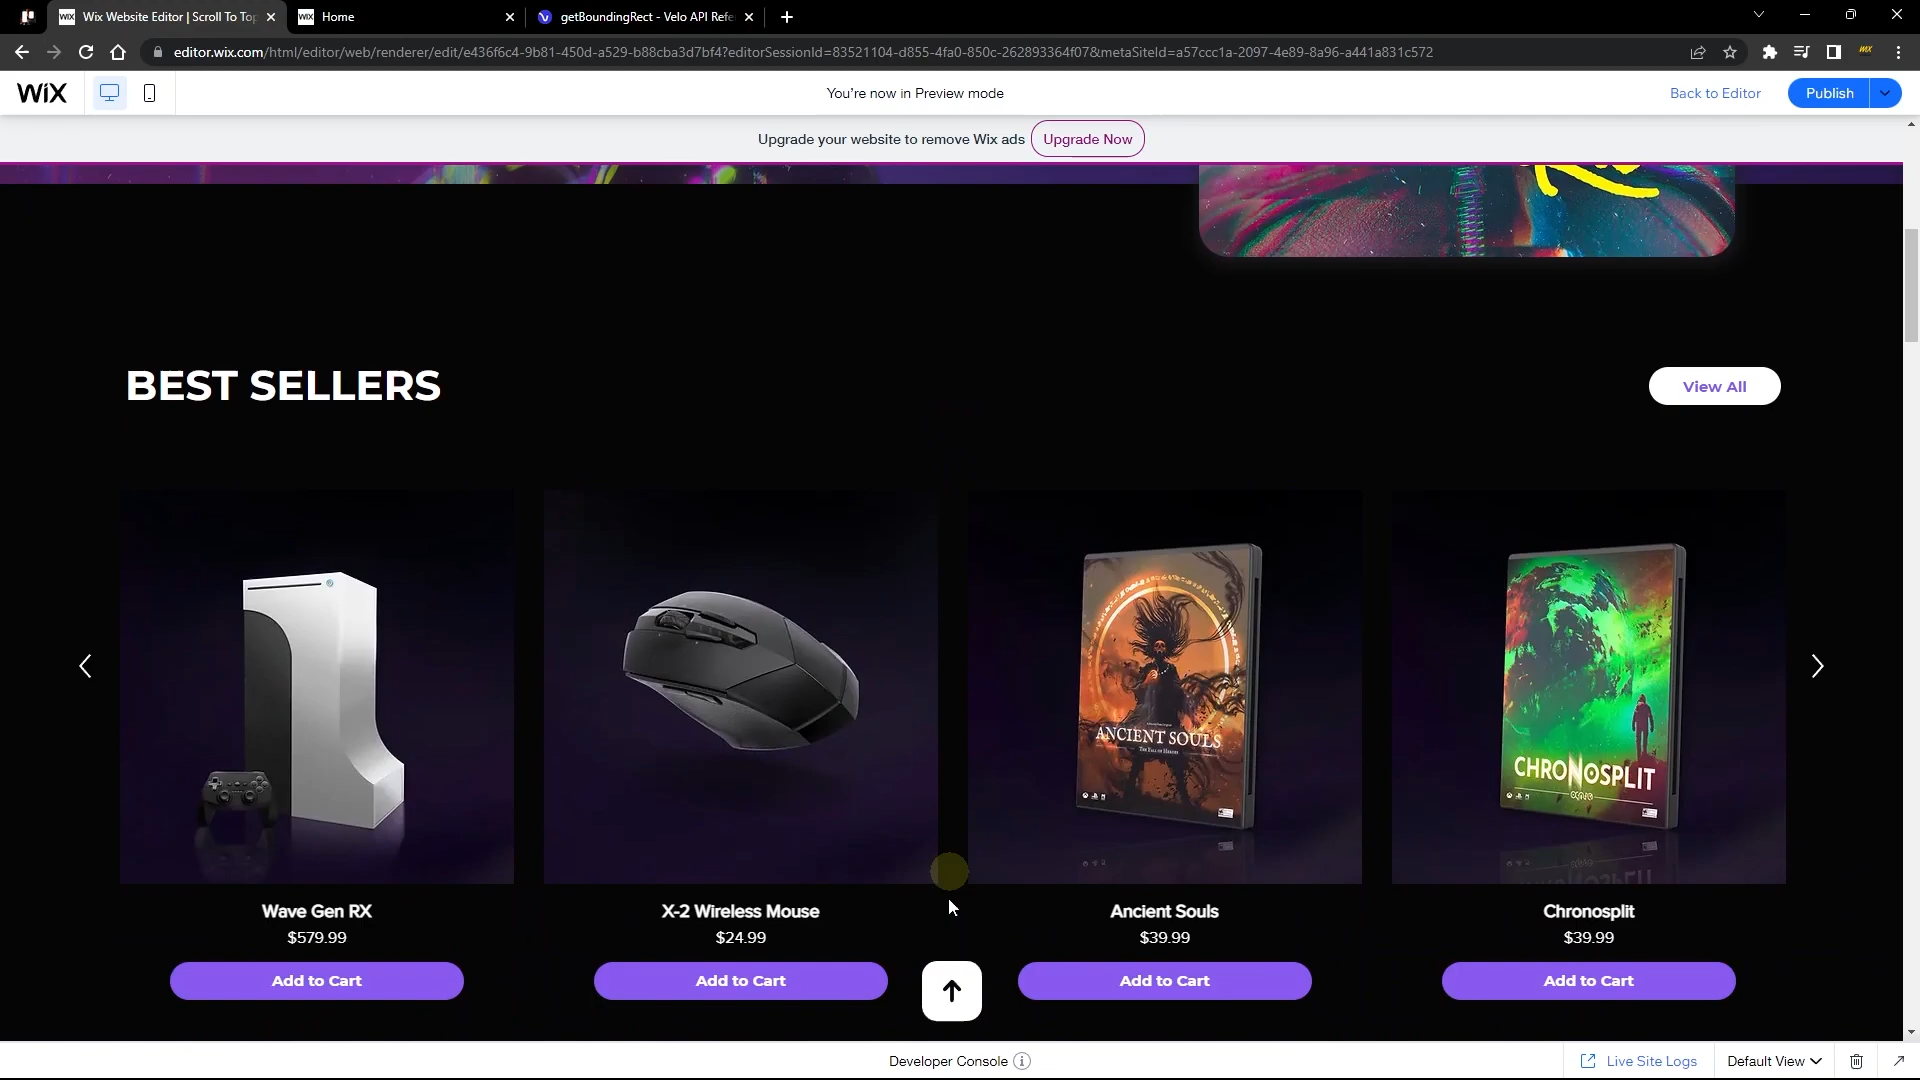 Wix Website Editor | Scroll To Top
Home
getBoundingRect - Velo API Refe
editor.wix.com/html/editor/web/renderer/edit/e436f6c4-9b81-450d-a529-b88cba3d7bf4?editorSessionId=83521104-d855-4fa0-850c-262893364f07&metaSiteId=a57ccc1a-2097-4e89-8a96-a441a831c572
WiX
You're now in Preview mode
Back to Editor
Publish
Upgrade your website to remove Wix ads
Upgrade Now
BEST SELLERS
View All
ANCIENT SOULS
CHRONOSPLIT
Wave Gen RX
$579.99
Add to Cart
X-2 Wireless Mouse
$24.99
Add to Cart
Ancient Souls
$39.99
Add to Cart
Chronosplit
$39.99
Add to Cart
Developer Console
Live Site Logs
Default View